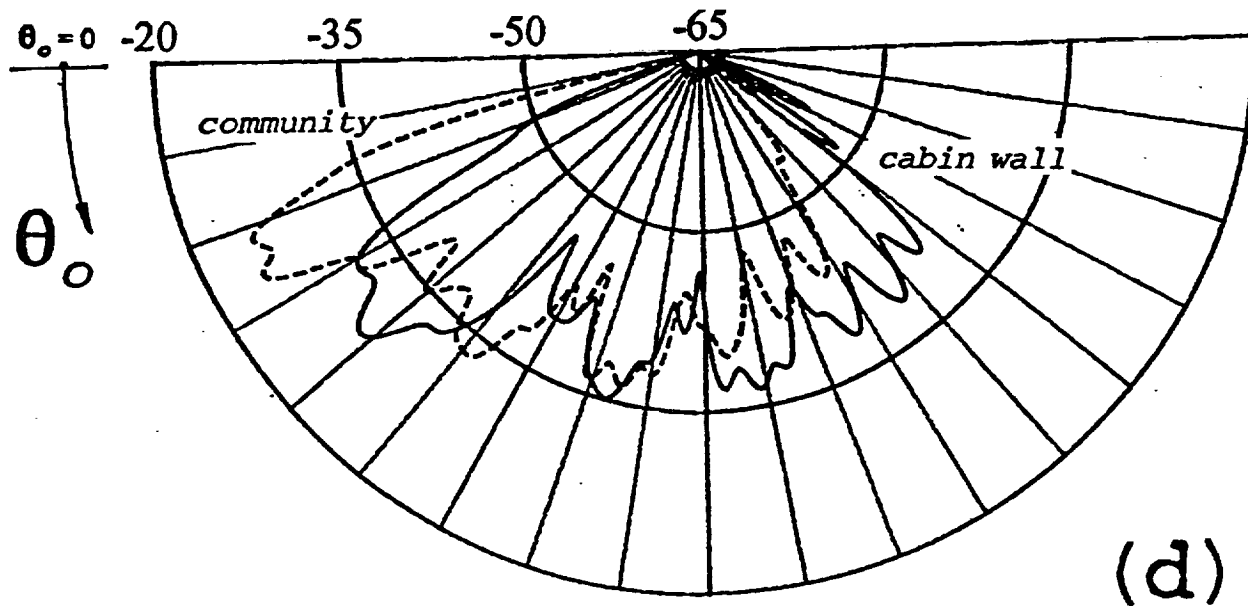 θo = 0 -20 -35 -50 -65
community
cabin wall
θo
(d)